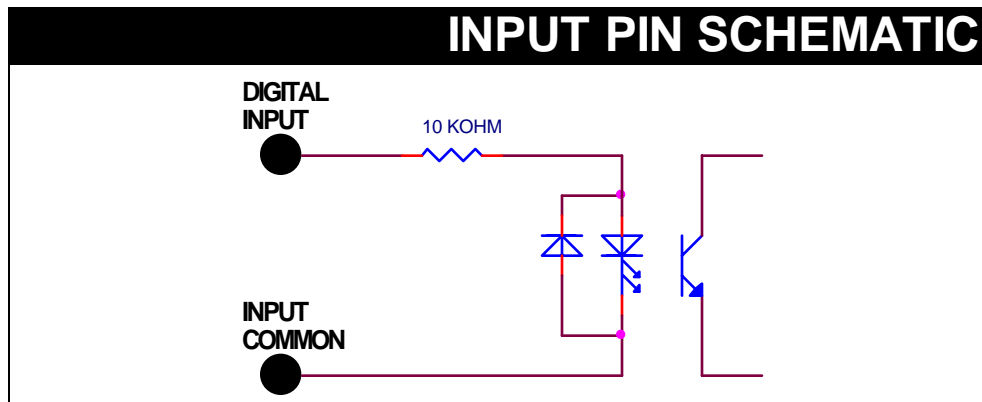 INPUT PIN SCHEMATIC
DIGITAL
INPUT
10 KOHM
INPUT
COMMON